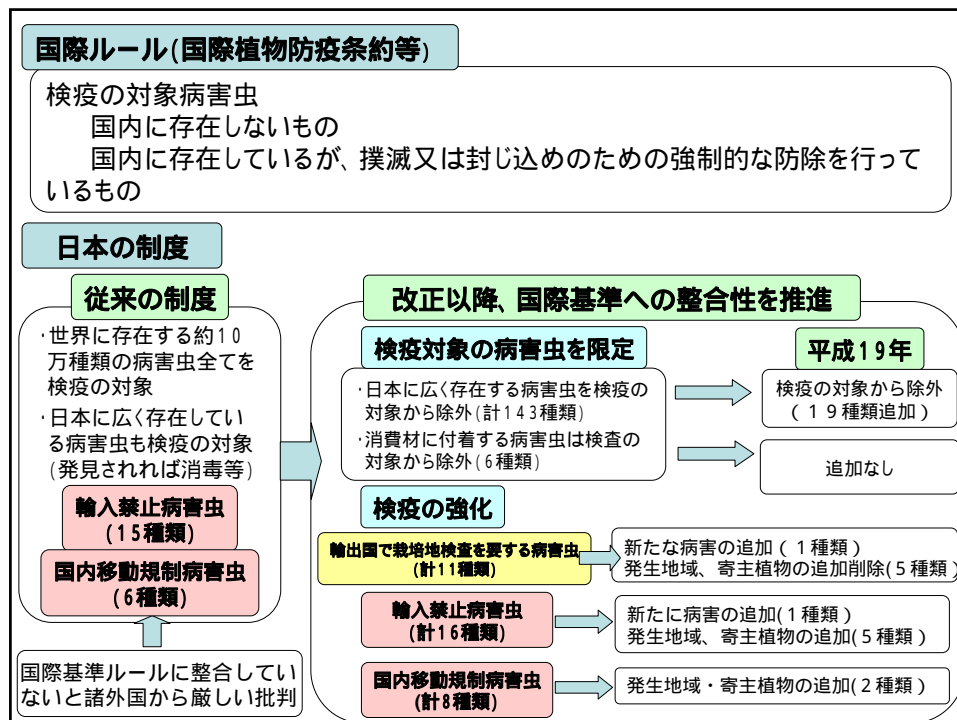 国際ルール(国際植物防疫条約等)
検疫の対象病害虫
国内に存在しないもの
国内に存在しているが、撲滅又は封じ込めのための強制的な防除を行って
いるもの
日本の制度
従来の制度
・世界に存在する約10
万種類の病害虫全てを
検疫の対象
・日本に広く存在してい
る病害虫も検疫の対象
(発見されれば消毒等)
輸入禁止病害虫
(15種類)
国内移動規制病害虫
(6種類)
国際基準ルールに整合してい
ないと諸外国から厳しい批判
改正以降、国際基準への整合性を推進
検疫対象の病害虫を限定
・日本に広く存在する病害虫を検疫の
対象から除外(計143種類)
・消費材に付着する病害虫は検査の
対象から除外(6種類)
平成19年
検疫の対象から除外
(19種類追加)
追加なし
検疫の強化
輸出国で栽培地検査を要する病害虫
(計11種類)
新たな病害の追加(1種類)
発生地域、寄主植物の追加削除(5種類)
輸入禁止病害虫
(計16種類)
新たに病害の追加(1種類)
発生地域、寄主植物の追加(5種類)
国内移動規制病害虫
(計8種類)
発生地域・寄主植物の追加(2種類)